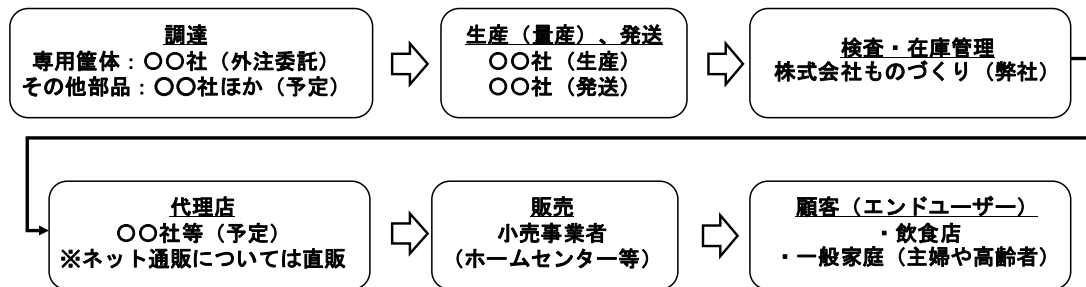 調達
専用筐体：〇〇社（外注委託）
その他部品：〇〇社ほか（予定）
生産（量産）、発送
〇〇社（生産）
〇〇社（発送）
検査・在庫管理
株式会社ものづくり（弊社）
代理店
〇〇社等（予定）
※ネット通販については直販
販売
小売事業者
（ホームセンター等）
顧客（エンドユーザー）
・飲食店
・一般家庭（主婦や高齢者）